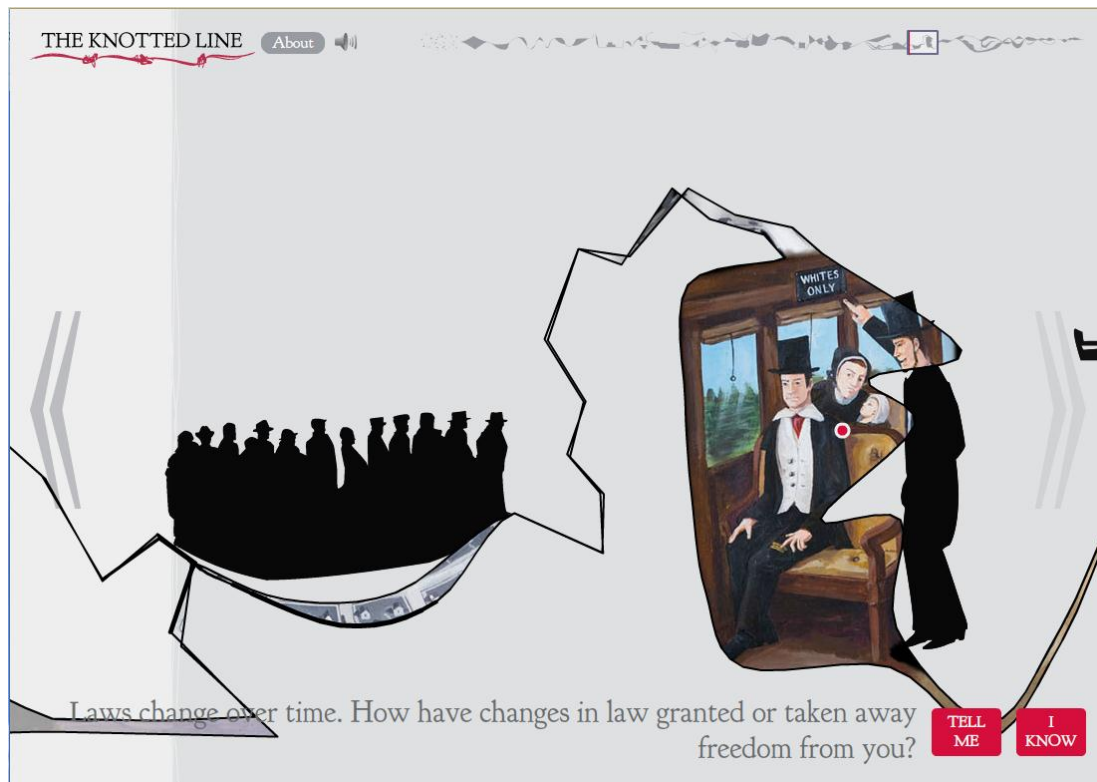 THE KNOTTED LINE
About
WHITES
ONLY
Laws change over time. How have changes in law granted or taken away
freedom from you?
TELL
ME
I
KNOW